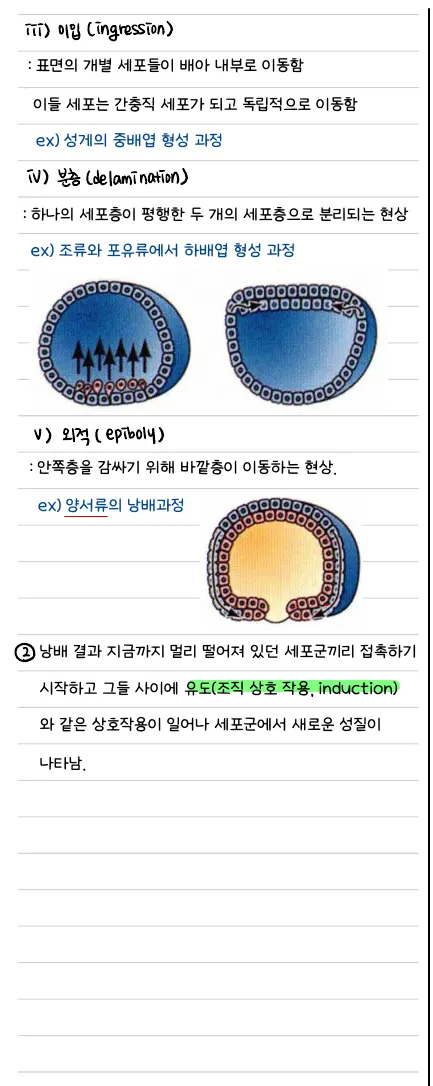 iii) 이입 (ingression)
: 표면의 개별 세포들이 배아 내부로 이동함
이들 세포는 간충직 세포가 되고 독립적으로 이동함
ex) 성게의 중배엽 형성 과정
iv) 분층 (delamination)
: 하나의 세포층이 평행한 두 개의 세포층으로 분리되는 현상
ex) 조류와 포유류에서 하배엽 형성 과정
v) 외적 (epiboly)
: 안쪽층을 감싸기 위해 바깥층이 이동하는 현상.
ex) 양서류의 낭배과정
② 낭배 결과 지금까지 멀리 떨어져 있던 세포군끼리 접촉하기
시작하고 그들 사이에 유도(조직 상호 작용, induction)
와 같은 상호작용이 일어나 세포군에서 새로운 성질이
나타남.